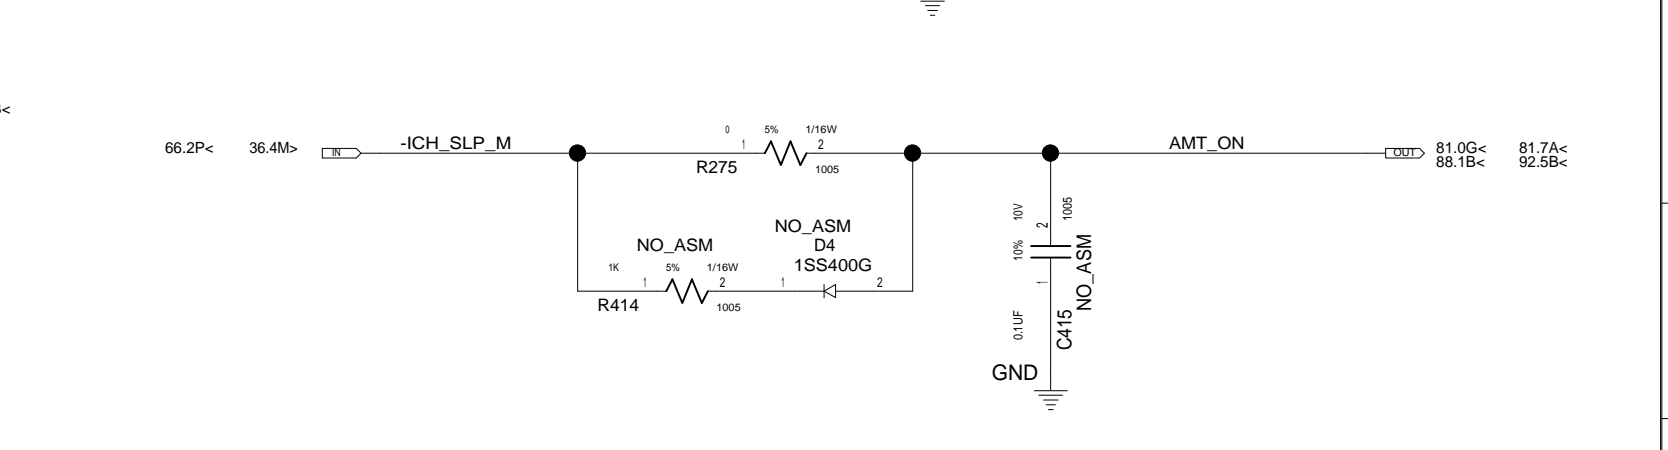 66.2P<
36.4M>
IN
-ICH_SLP_M
0
5%
1/16W
1
2
R275
1005
AMT_ON
OUT
81.0G<
81.7A<
88.1B<
92.5B<
NO_ASM
1K
5%
1/16W
1
2
R414
1005
NO_ASM
D4
1SS400G
1
2
10V
1005
2
10%
NO_ASM
1
0.1UF
C415
GND